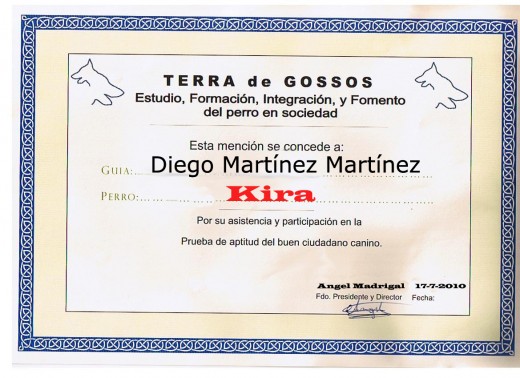 TERRA de GOSSOS
Estudio, Formación, Integración, y Fomento
del perro en sociedad
Esta mención se concede a:
GUIA: Diego Martínez Martínez
PERRO: Kira
Por su asistencia y participación en la
Prueba de aptitud del buen ciudadano canino.
Angel Madrigal 17-7-2010
Fdo. Presidente y Director Fecha: